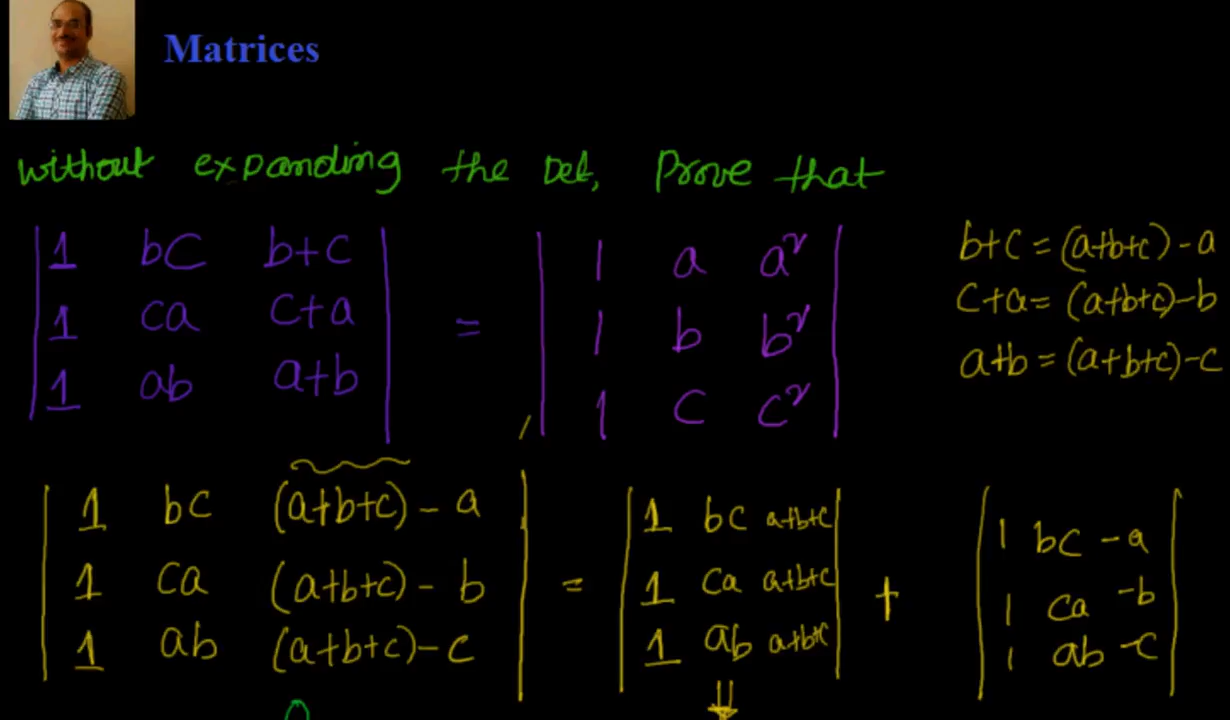 Matrices
without expanding the Det, Prove that
|1 bc b+c| = |1 a a²| b+c = (a+b+c)-a
|1 ca c+a| |1 b b²| c+a = (a+b+c)-b
|1 ab a+b| |1 c c²| a+b = (a+b+c)-c
|1 bc (a+b+c)-a| = |1 bc a+b+c| + |1 bc -a|
|1 ca (a+b+c)-b| |1 ca a+b+c| |1 ca -b|
|1 ab (a+b+c)-c| |1 ab a+b+c| |1 ab -c|
⇓